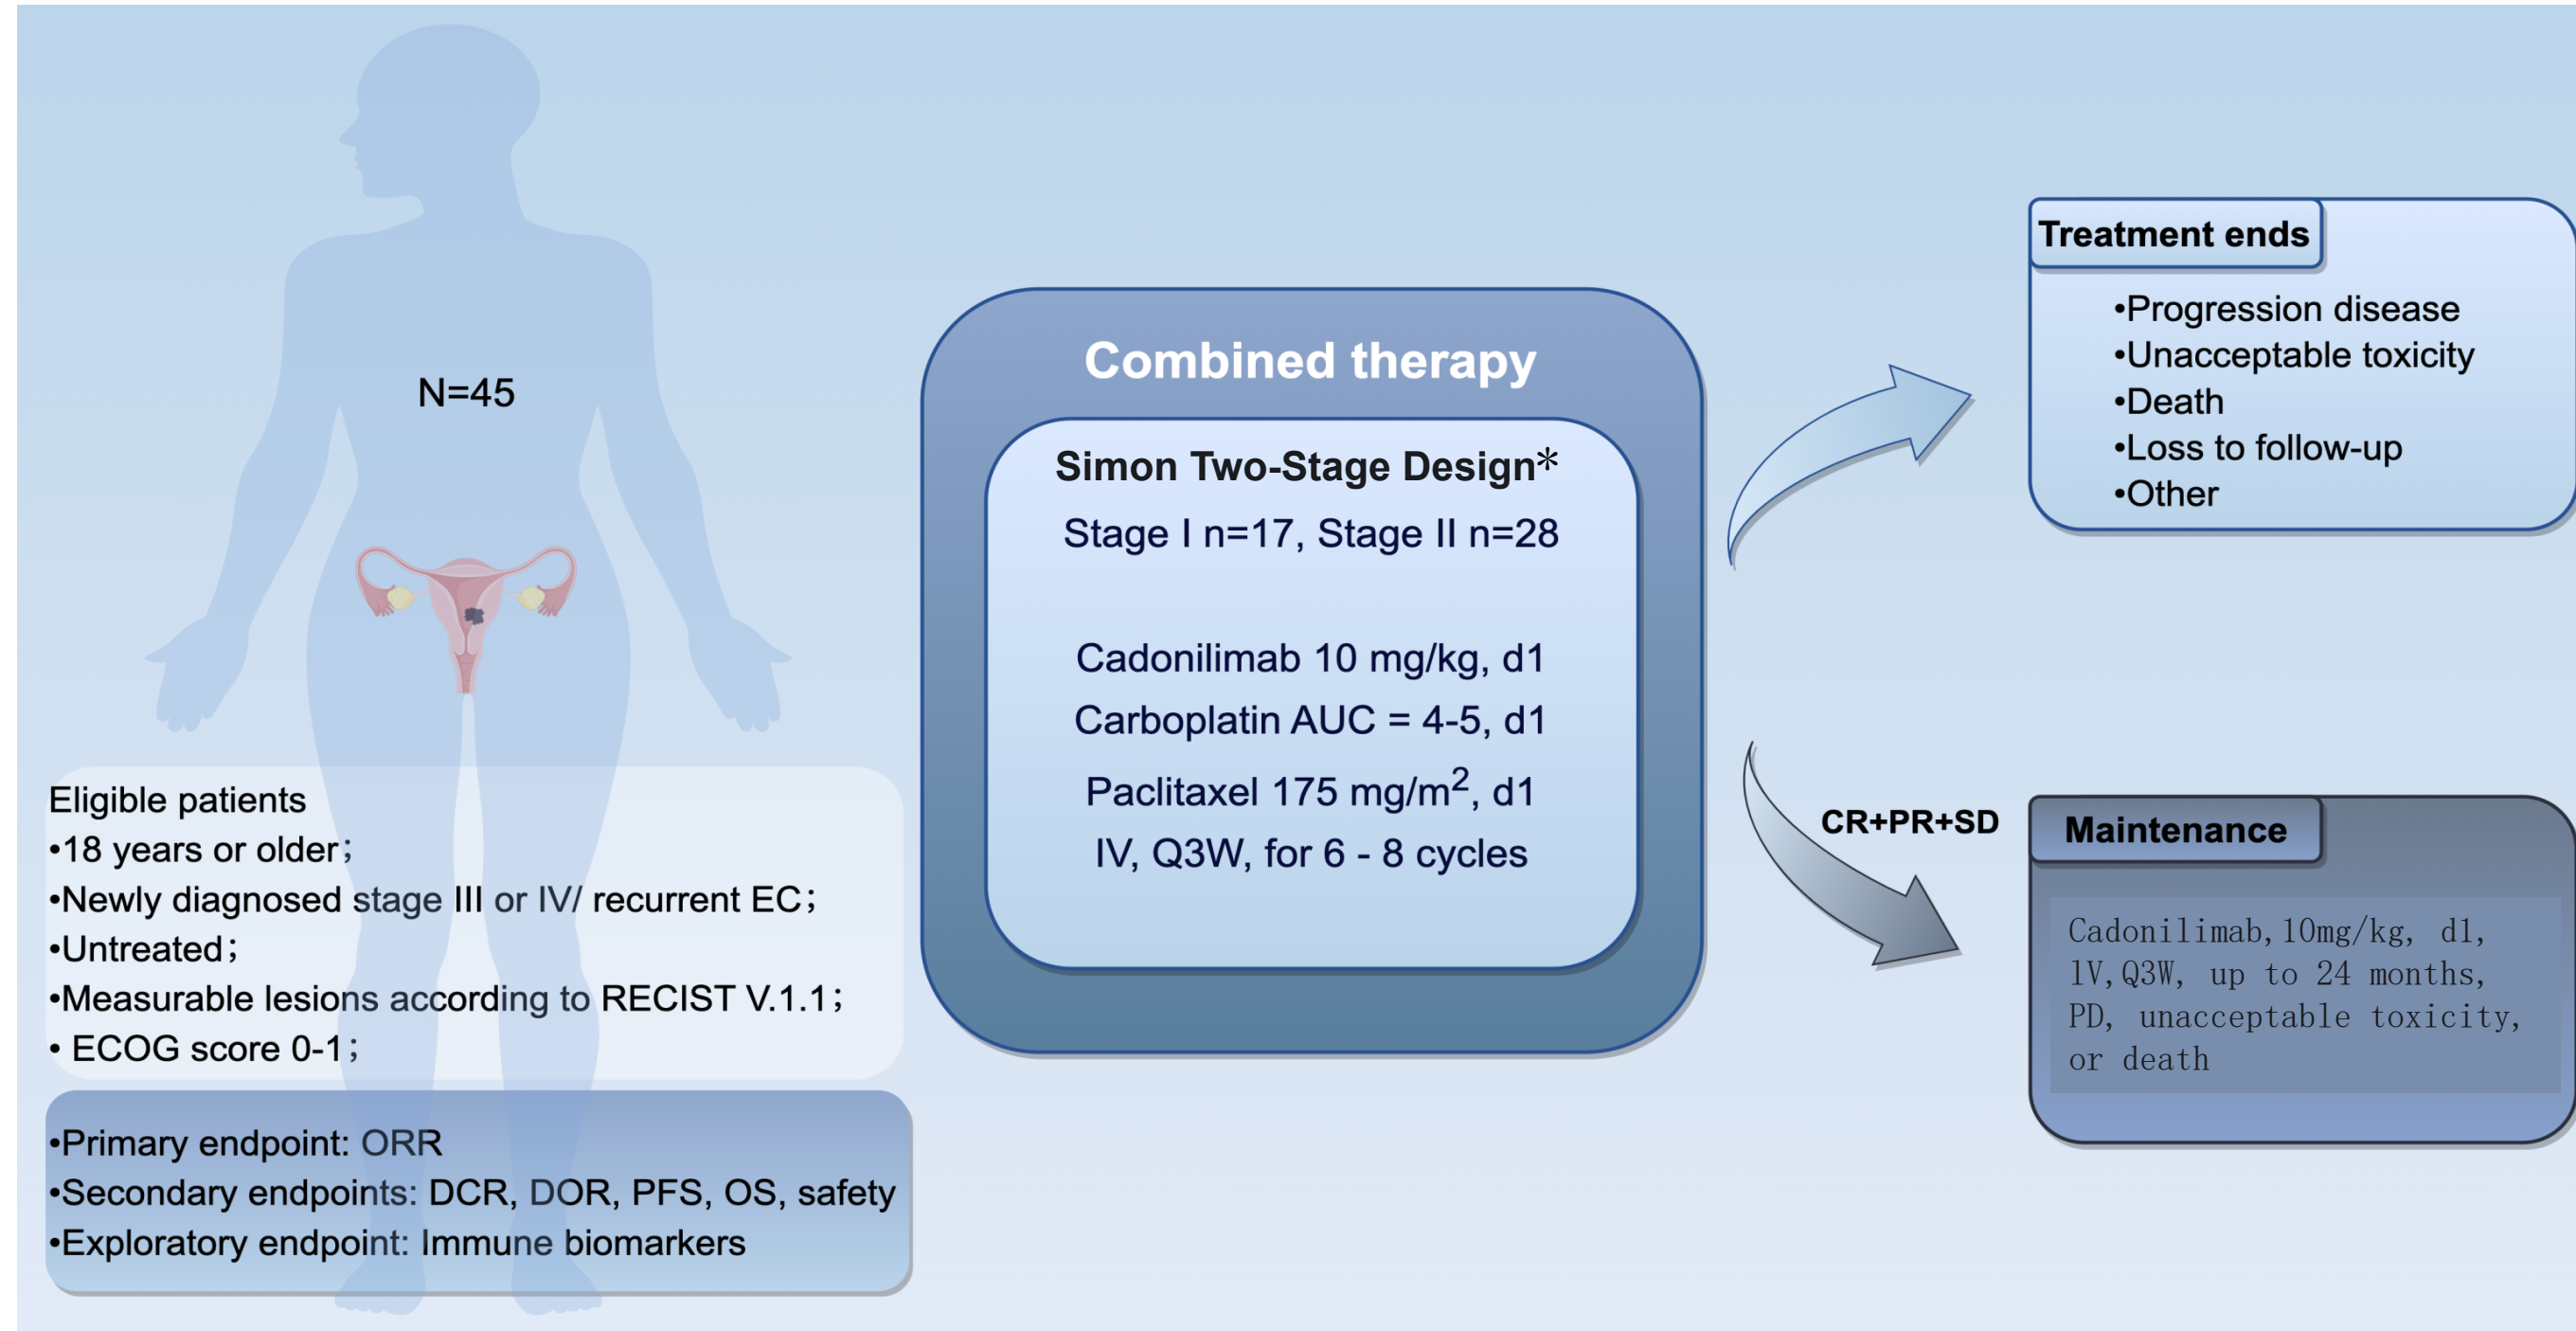 N=45
Eligible patients
•18 years or older;
•Newly diagnosed stage III or IV/ recurrent EC;
•Untreated;
•Measurable lesions according to RECIST V.1.1;
• ECOG score 0-1;
•Primary endpoint: ORR
•Secondary endpoints: DCR, DOR, PFS, OS, safety
•Exploratory endpoint: Immune biomarkers
Combined therapy
Simon Two-Stage Design*
Stage I n=17, Stage II n=28
Cadonilimab 10 mg/kg, d1
Carboplatin AUC = 4-5, d1
Paclitaxel 175 mg/m², d1
IV, Q3W, for 6 - 8 cycles
Treatment ends
•Progression disease
•Unacceptable toxicity
•Death
•Loss to follow-up
•Other
CR+PR+SD
Maintenance
Cadonilimab,10mg/kg, d1,
lV,Q3W, up to 24 months,
PD, unacceptable toxicity,
or death